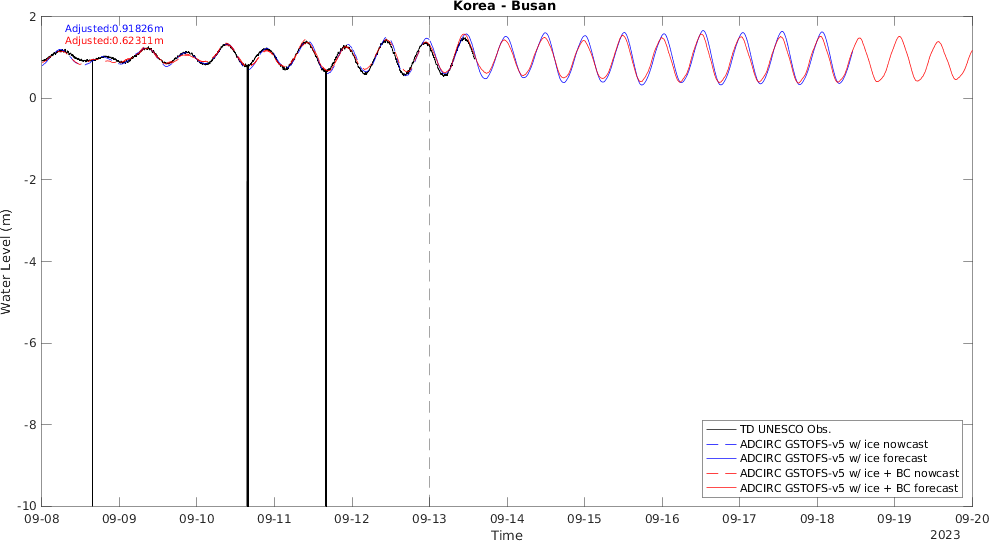 Korea - Busan
Adjusted:0.91826m
Adjusted:0.62311m
2
0
-2
-4
-6
-8
-10
Water Level (m)
TD UNESCO Obs.
ADCIRC GSTOFS-v5 w/ ice nowcast
ADCIRC GSTOFS-v5 w/ ice forecast
ADCIRC GSTOFS-v5 w/ ice + BC nowcast
ADCIRC GSTOFS-v5 w/ ice + BC forecast
09-08 09-09 09-10 09-11 09-12 09-13 09-14 09-15 09-16 09-17 09-18 09-19 09-20
Time
2023